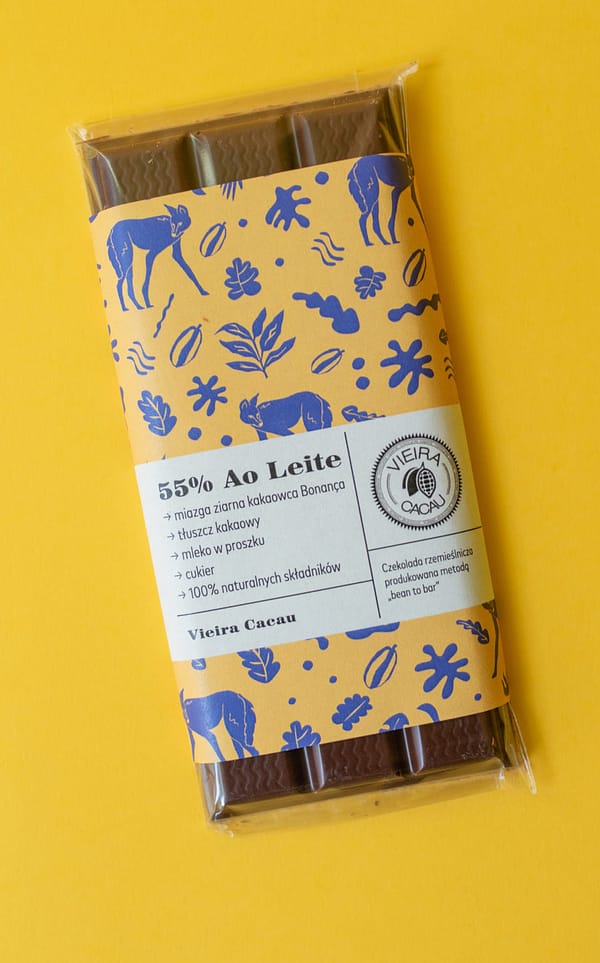 55% Ao Leite
→ miazga ziarna kakaowca Bonança
→ tłuszcz kakaowy
→ mleko w proszku
→ cukier
→ 100% naturalnych składników
Vieira Cacau
VIEIRA
CACAU
Czekolada rzemieślnicza
produkowana metodą
„bean to bar”